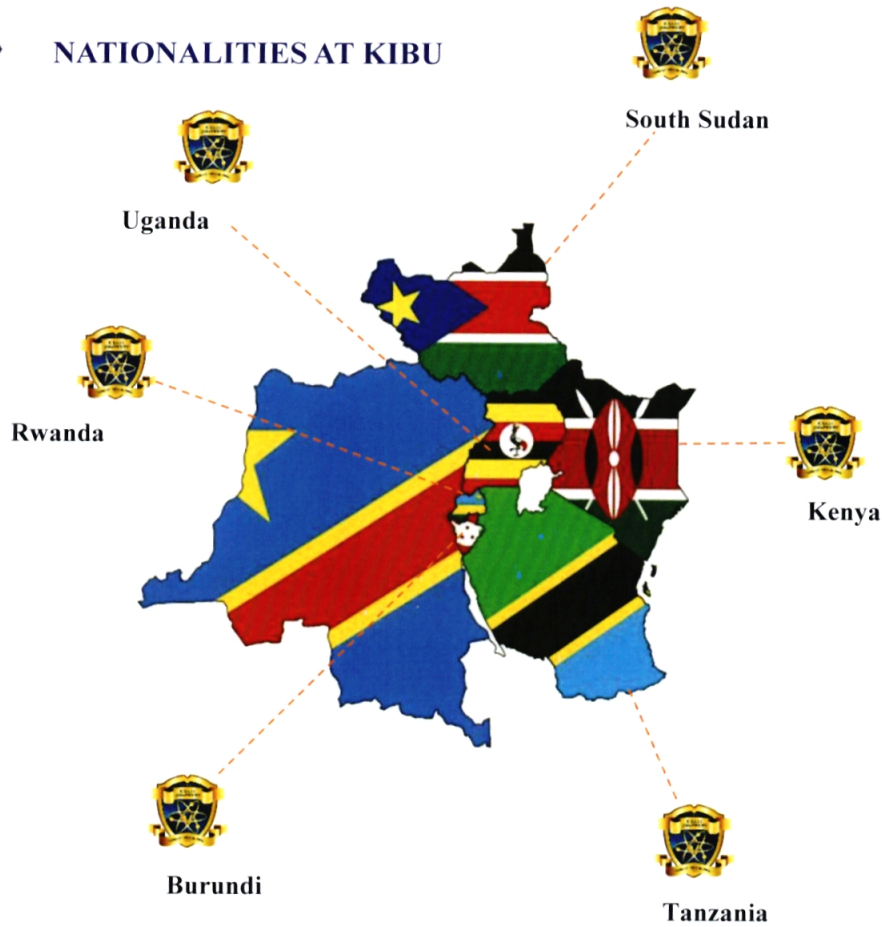 NATIONALITIES AT KIBU
South Sudan
Uganda
Rwanda
Kenya
Burundi
Tanzania